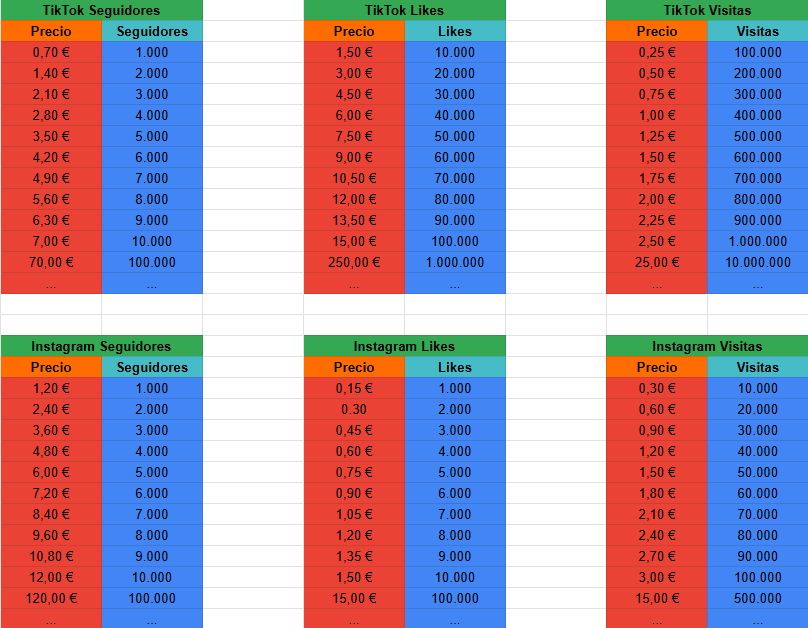 TikTok Seguidores TikTok Likes TikTok Visitas
Precio Seguidores Precio Likes Precio Visitas
0,70 € 1.000 1,50 € 10.000 0,25 € 100.000
1,40 € 2.000 3,00 € 20.000 0,50 € 200.000
2,10 € 3.000 4,50 € 30.000 0,75 € 300.000
2,80 € 4.000 6,00 € 40.000 1,00 € 400.000
3,50 € 5.000 7,50 € 50.000 1,25 € 500.000
4,20 € 6.000 9,00 € 60.000 1,50 € 600.000
4,90 € 7.000 10,50 € 70.000 1,75 € 700.000
5,60 € 8.000 12,00 € 80.000 2,00 € 800.000
6,30 € 9.000 13,50 € 90.000 2,25 € 900.000
7,00 € 10.000 15,00 € 100.000 2,50 € 1.000.000
70,00 € 100.000 250,00 € 1.000.000 25,00 € 10.000.000
... ... ... ... ... ...
Instagram Seguidores Instagram Likes Instagram Visitas
Precio Seguidores Precio Likes Precio Visitas
1,20 € 1.000 0,15 € 1.000 0,30 € 10.000
2,40 € 2.000 0.30 2.000 0,60 € 20.000
3,60 € 3.000 0,45 € 3.000 0,90 € 30.000
4,80 € 4.000 0,60 € 4.000 1,20 € 40.000
6,00 € 5.000 0,75 € 5.000 1,50 € 50.000
7,20 € 6.000 0,90 € 6.000 1,80 € 60.000
8,40 € 7.000 1,05 € 7.000 2,10 € 70.000
9,60 € 8.000 1,20 € 8.000 2,40 € 80.000
10,80 € 9.000 1,35 € 9.000 2,70 € 90.000
12,00 € 10.000 1,50 € 10.000 3,00 € 100.000
120,00 € 100.000 15,00 € 100.000 15,00 € 500.000
... ... ... ... ... ...